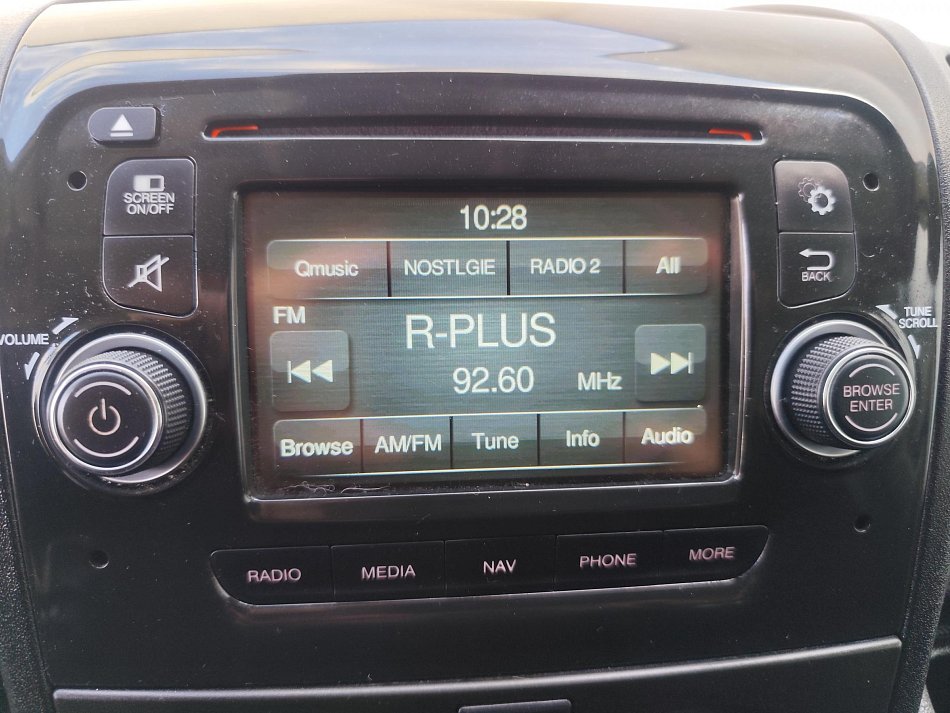 10:28
SCREEN
ON/OFF
Qmusic NOSTLGIE RADIO 2 All
BACK
FM
R-PLUS
92.60 MHz
VOLUME
TUNE
SCROLL
BROWSE
ENTER
Browse AM/FM Tune Info Audio
RADIO MEDIA NAV PHONE MORE